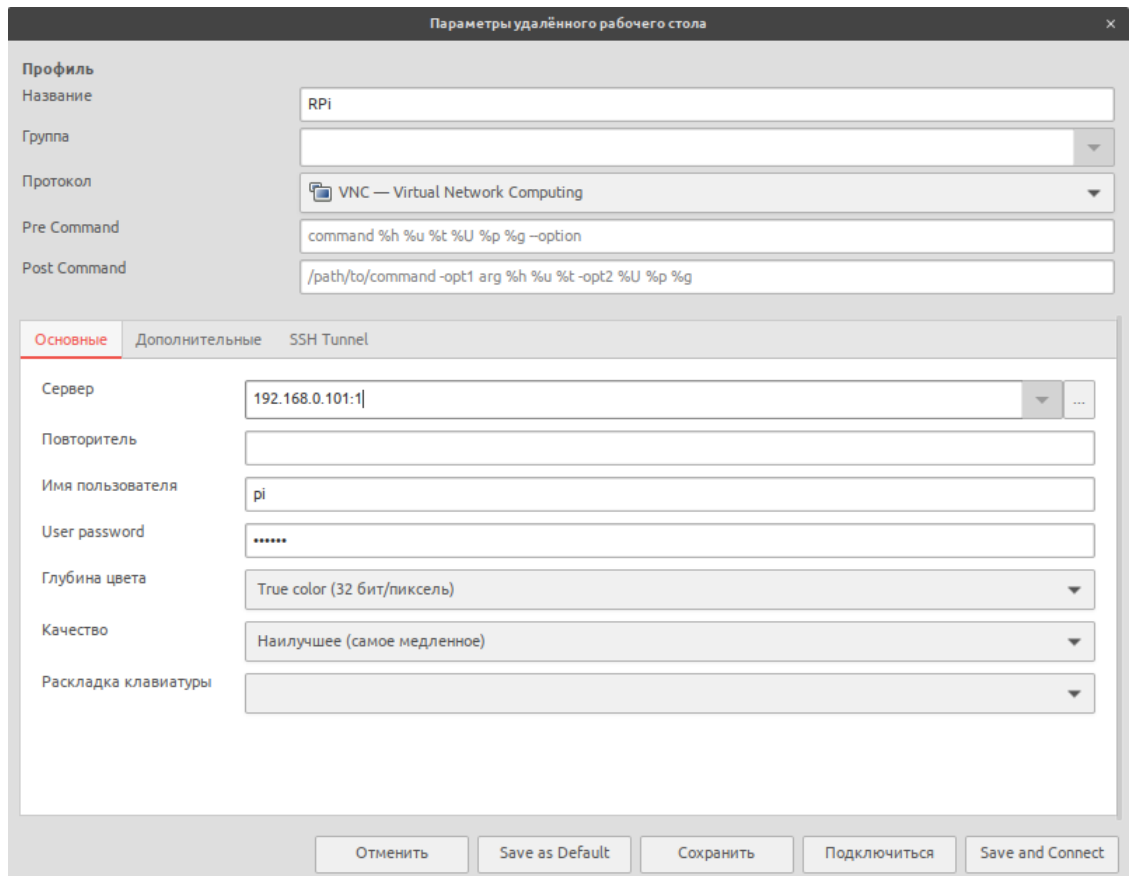 Параметры удалённого рабочего стола ×
Профиль
Название RPi
Группа
Протокол VNC — Virtual Network Computing
Pre Command command %h %u %t %U %p %g --option
Post Command /path/to/command -opt1 arg %h %u %t -opt2 %U %p %g
Основные Дополнительные SSH Tunnel
Сервер 192.168.0.101:1 ...
Повторитель
Имя пользователя pi
User password ••••••
Глубина цвета True color (32 бит/пиксель)
Качество Наилучшее (самое медленное)
Раскладка клавиатуры
Отменить Save as Default Сохранить Подключиться Save and Connect